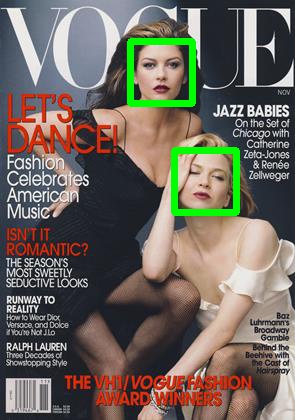 VOGUE
NOV
LET'S
DANCE!
Fashion
Celebrates
American
Music
ISN'T IT
ROMANTIC?
THE SEASON'S
MOST SWEETLY
SEDUCTIVE LOOKS
RUNWAY TO
REALITY
How to Wear Dior,
Versace, and Dolce
if You're Not J.Lo
RALPH LAUREN
Three Decades of
Showstopping Style
JAZZ BABIES
On the Set of
Chicago with
Catherine
Zeta-Jones
& Renée
Zellweger
Baz
Luhrmann's
Broadway
Gamble
Behind the
Beehive with
the Cast of
Hairspray
THE VH1/VOGUE FASHION
AWARD WINNERS